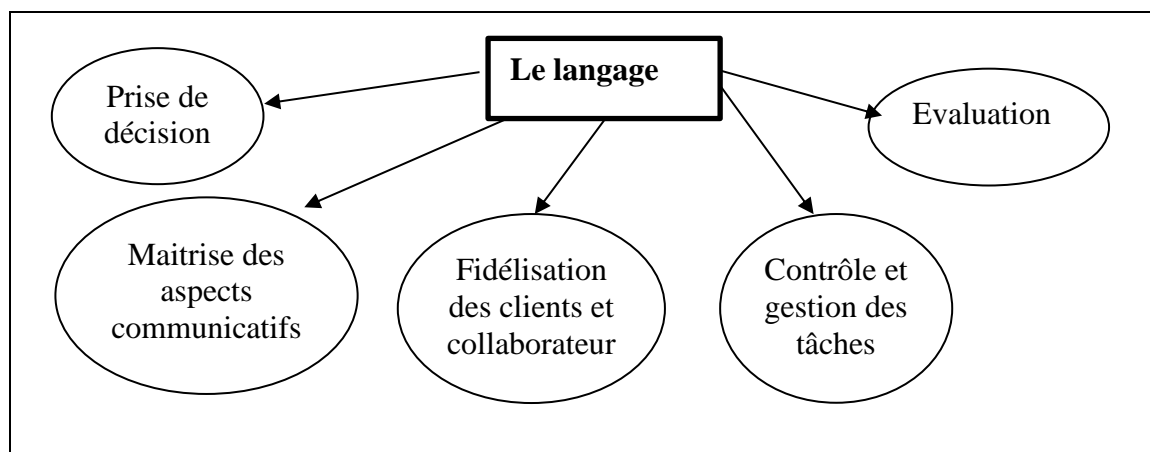 Le langage
Prise de
décision
Evaluation
Maitrise des
aspects
communicatifs
Fidélisation
des clients et
collaborateur
Contrôle et
gestion des
tâches